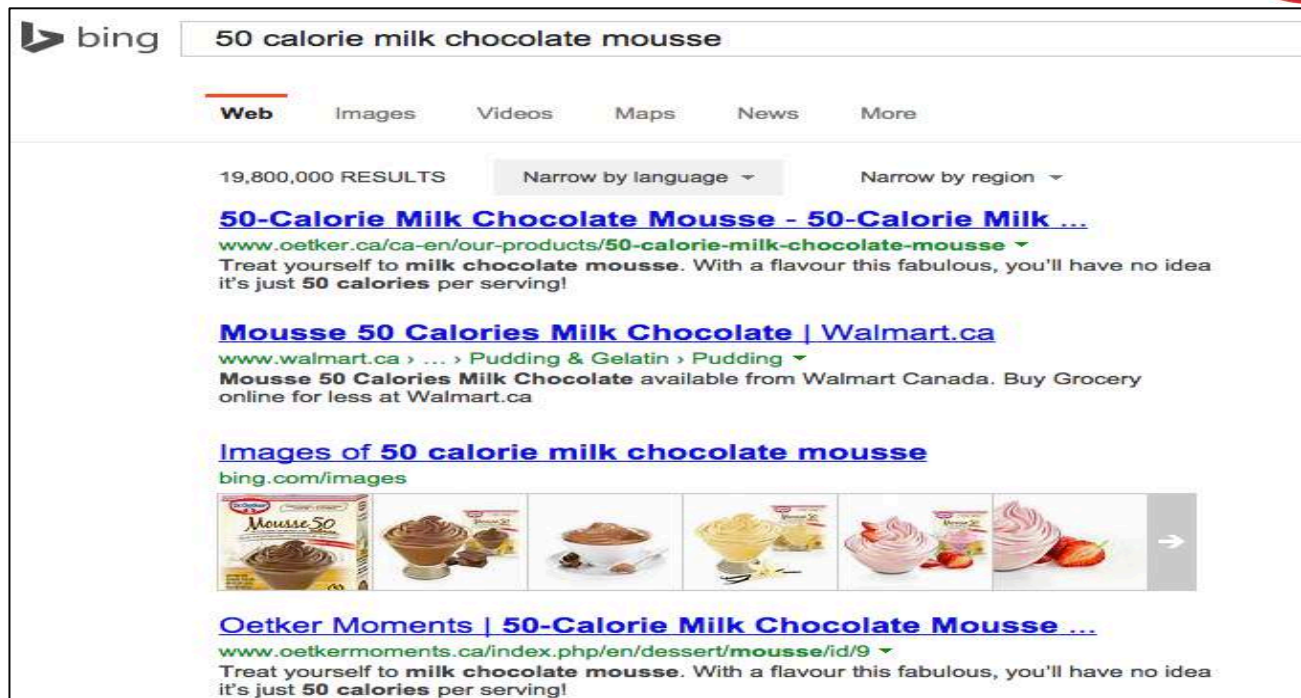 bing
50 calorie milk chocolate mousse
Web Images Videos Maps News More
19,800,000 RESULTS Narrow by language Narrow by region
50-Calorie Milk Chocolate Mousse - 50-Calorie Milk ...
www.oetker.ca/ca-en/our-products/50-calorie-milk-chocolate-mousse
Treat yourself to milk chocolate mousse. With a flavour this fabulous, you'll have no idea
it's just 50 calories per serving!
Mousse 50 Calories Milk Chocolate | Walmart.ca
www.walmart.ca › ... › Pudding & Gelatin › Pudding
Mousse 50 Calories Milk Chocolate available from Walmart Canada. Buy Grocery
online for less at Walmart.ca
Images of 50 calorie milk chocolate mousse
bing.com/images
Dr.Oetker
Mousse 50
Oetker Moments | 50-Calorie Milk Chocolate Mousse ...
www.oetkermoments.ca/index.php/en/dessert/mousse/id/9
Treat yourself to milk chocolate mousse. With a flavour this fabulous, you'll have no idea
it's just 50 calories per serving!